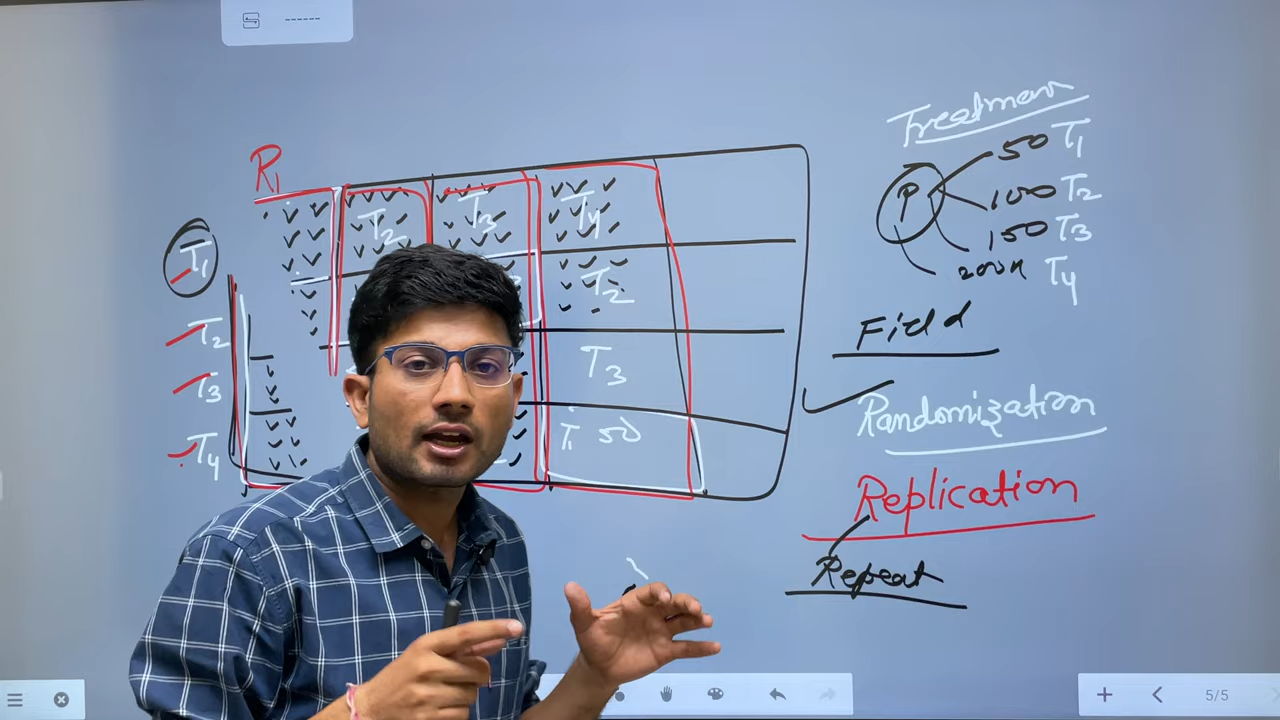 Treatment
R1
50 T1
T2 T3 T4
P
100 T2
T1
150 T3
T2
200 T4
T2
Field
T3
T3
Randomization
T4
T1 50
Replication
Repeat
5/5